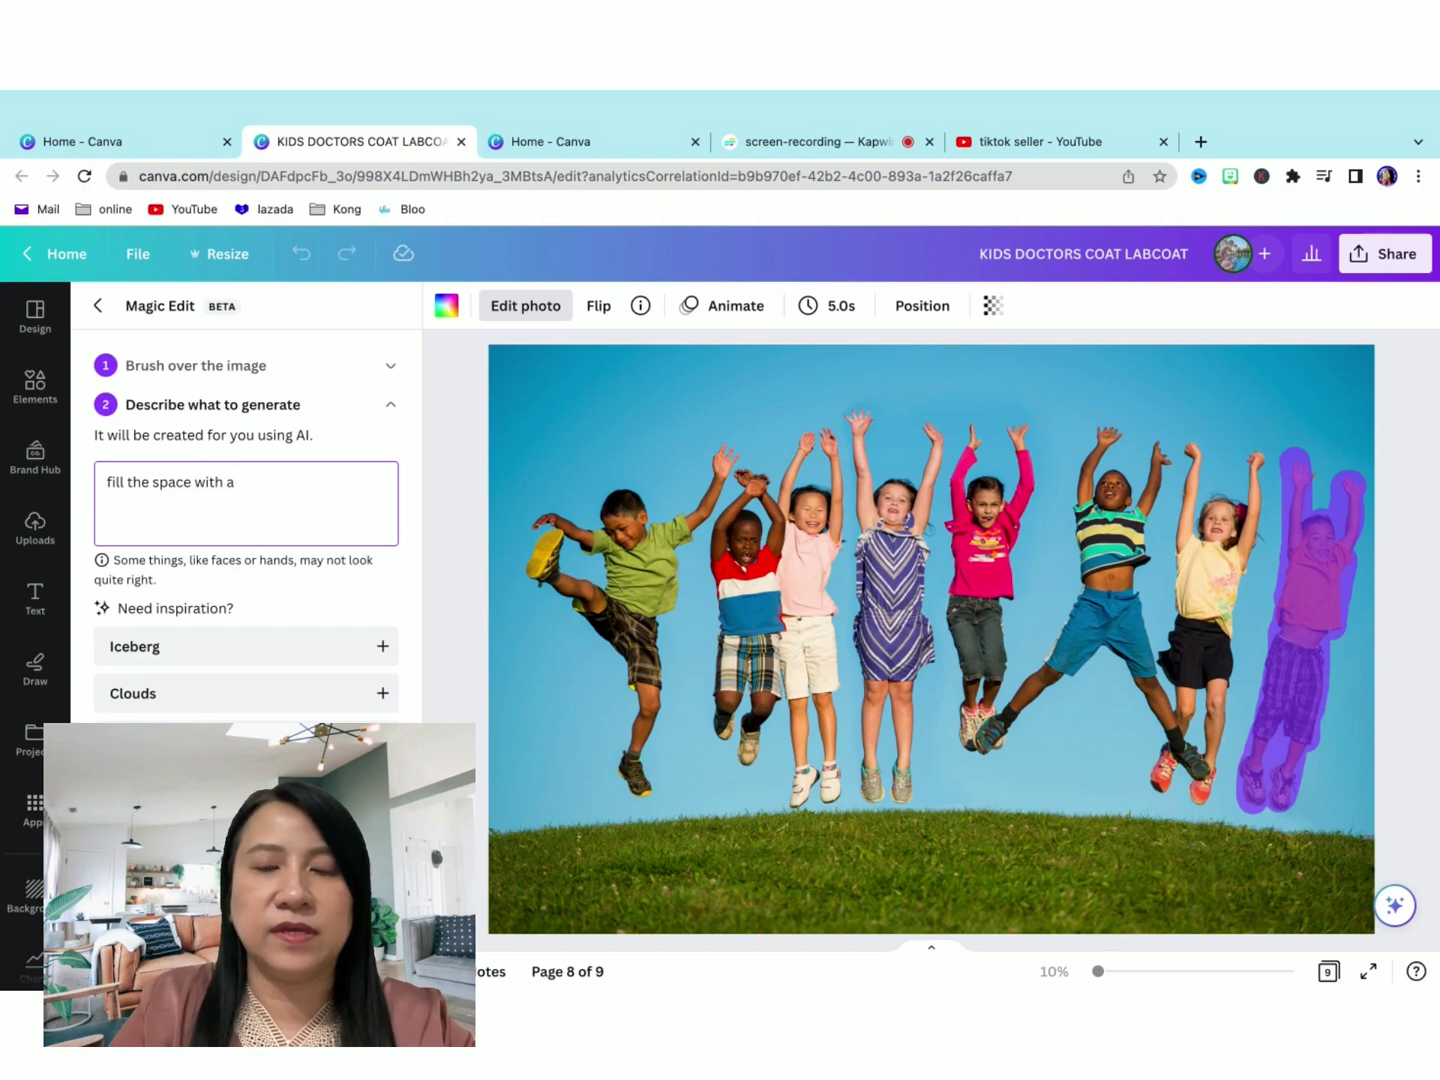 Home - Canva
KIDS DOCTORS COAT LABCOA
Home - Canva
screen-recording — Kapwi
tiktok seller - YouTube
canva.com/design/DAFdpcFb_3o/998X4LDmWHBh2ya_3MBtsA/edit?analyticsCorrelationId=b9b970ef-42b2-4c00-893a-1a2f26caffa7
Mail
online
YouTube
lazada
Kong
Bloo
Home
File
Resize
KIDS DOCTORS COAT LABCOAT
Share
Design
Elements
Brand Hub
Uploads
Text
Draw
Projec
Apps
Backgro
Magic Edit BETA
Edit photo
Flip
Animate
5.0s
Position
1 Brush over the image
2 Describe what to generate
It will be created for you using AI.
fill the space with a
Some things, like faces or hands, may not look
quite right.
Need inspiration?
Iceberg
Clouds
otes
Page 8 of 9
10%
9